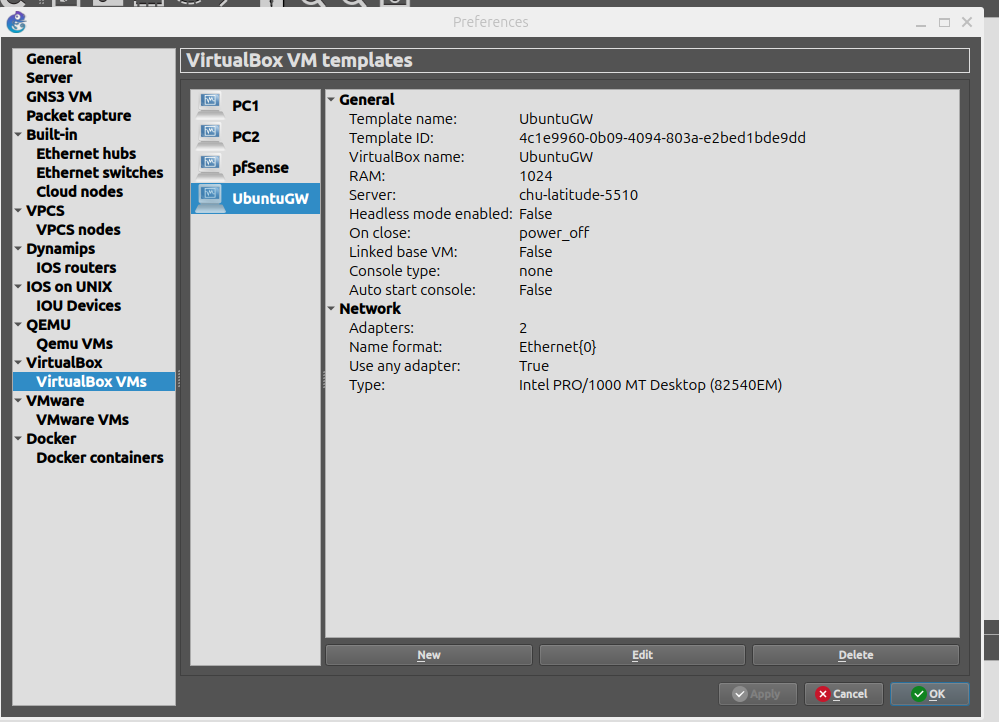 Preferences
General
Server
GNS3 VM
Packet capture
Built-in
Ethernet hubs
Ethernet switches
Cloud nodes
VPCS
VPCS nodes
Dynamips
IOS routers
IOS on UNIX
IOU Devices
QEMU
Qemu VMs
VirtualBox
VirtualBox VMs
VMware
VMware VMs
Docker
Docker containers
VirtualBox VM templates
PC1
PC2
pfSense
UbuntuGW
General
Template name: UbuntuGW
Template ID: 4c1e9960-0b09-4094-803a-e2bed1bde9dd
VirtualBox name: UbuntuGW
RAM: 1024
Server: chu-latitude-5510
Headless mode enabled: False
On close: power_off
Linked base VM: False
Console type: none
Auto start console: False
Network
Adapters: 2
Name format: Ethernet{0}
Use any adapter: True
Type: Intel PRO/1000 MT Desktop (82540EM)
New Edit Delete
Apply Cancel OK